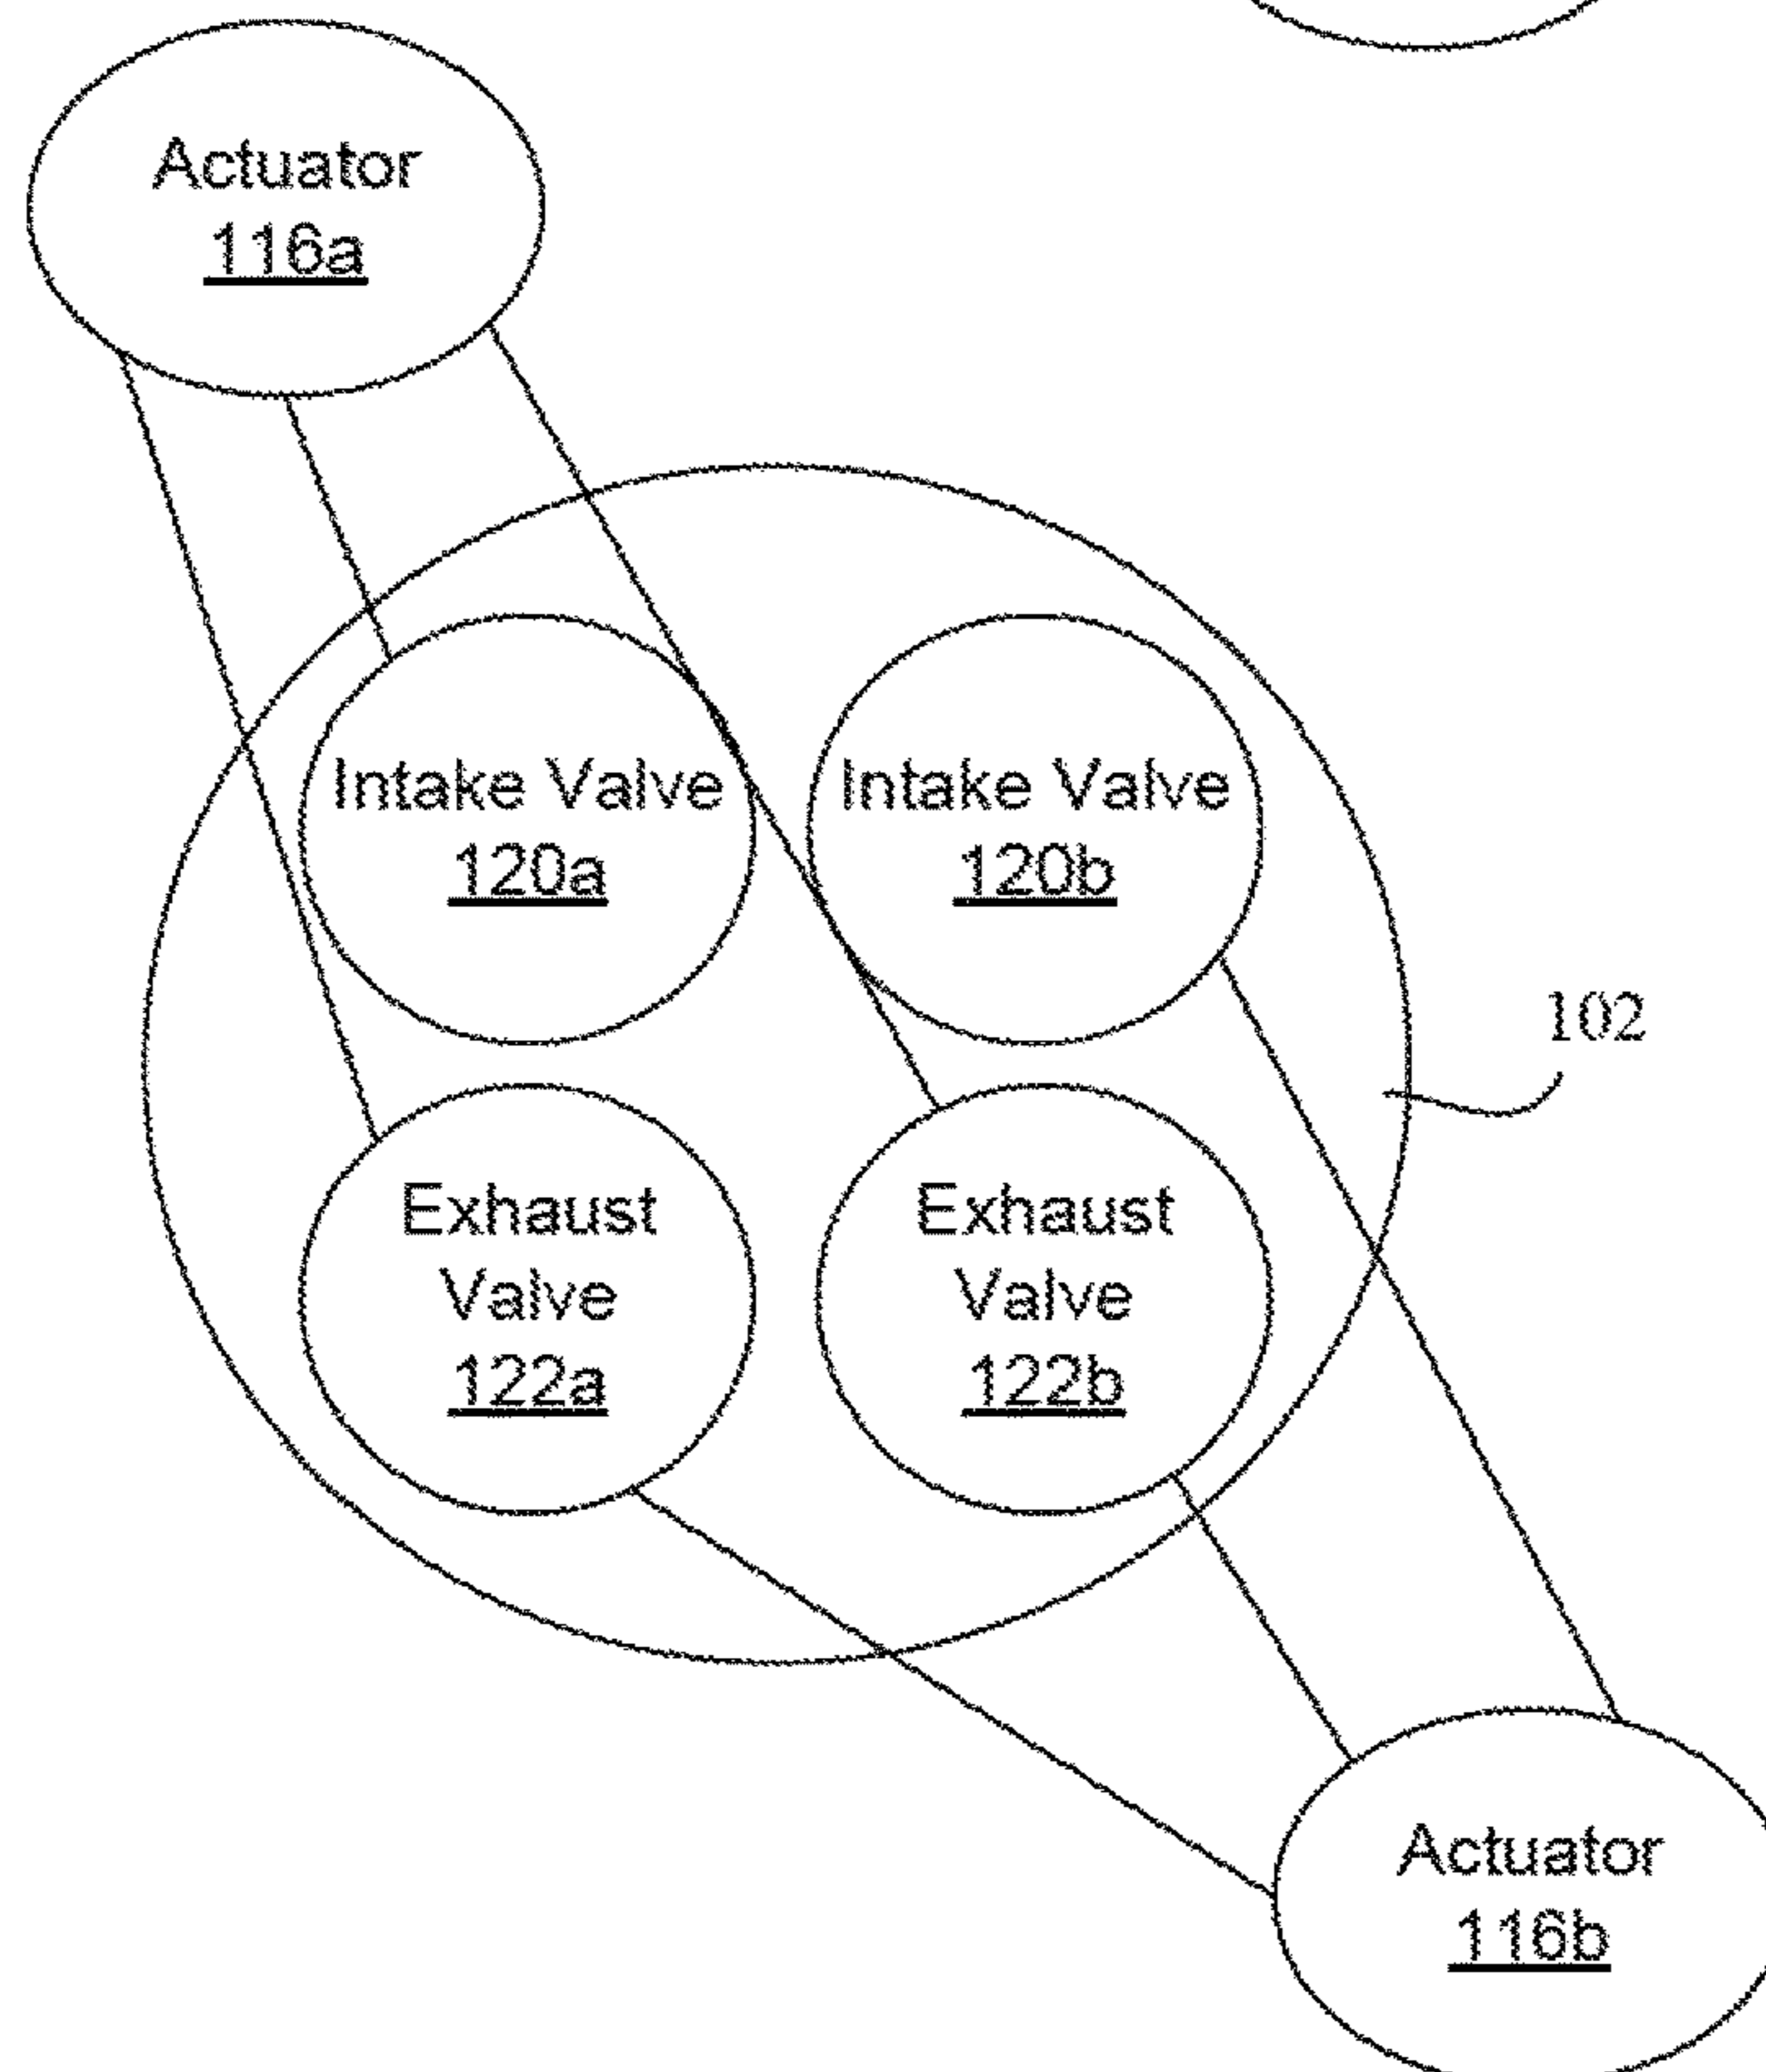 Actuator
116a
Intake Valve
120a
Intake Valve
120b
102
Exhaust
Valve
122a
Exhaust
Valve
122b
Actuator
116b